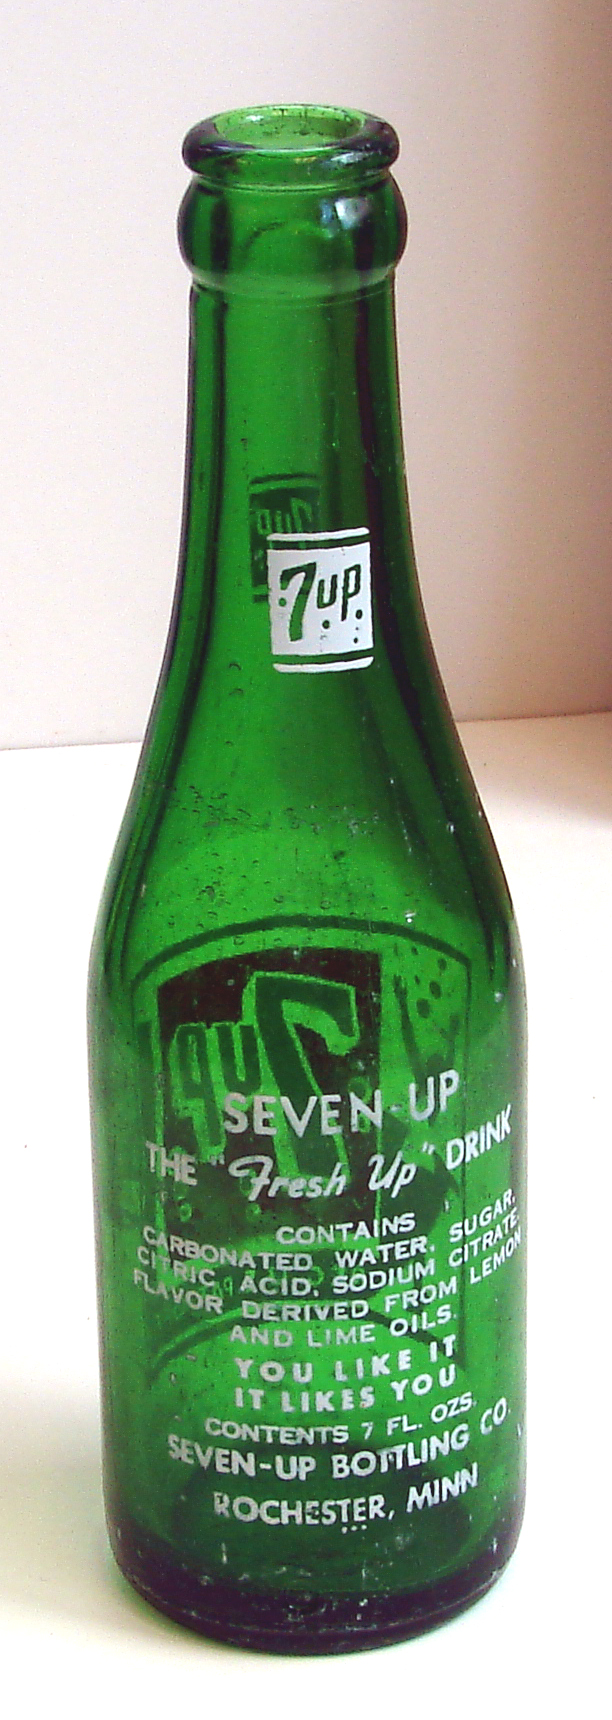 7up
SEVEN-UP
THE "Fresh Up" DRINK
CONTAINS
CARBONATED WATER, SUGAR,
CITRIC ACID, SODIUM CITRATE,
FLAVOR DERIVED FROM LEMON
AND LIME OILS.
YOU LIKE IT
IT LIKES YOU
CONTENTS 7 FL. OZS.
SEVEN-UP BOTTLING CO.
ROCHESTER, MINN
7up